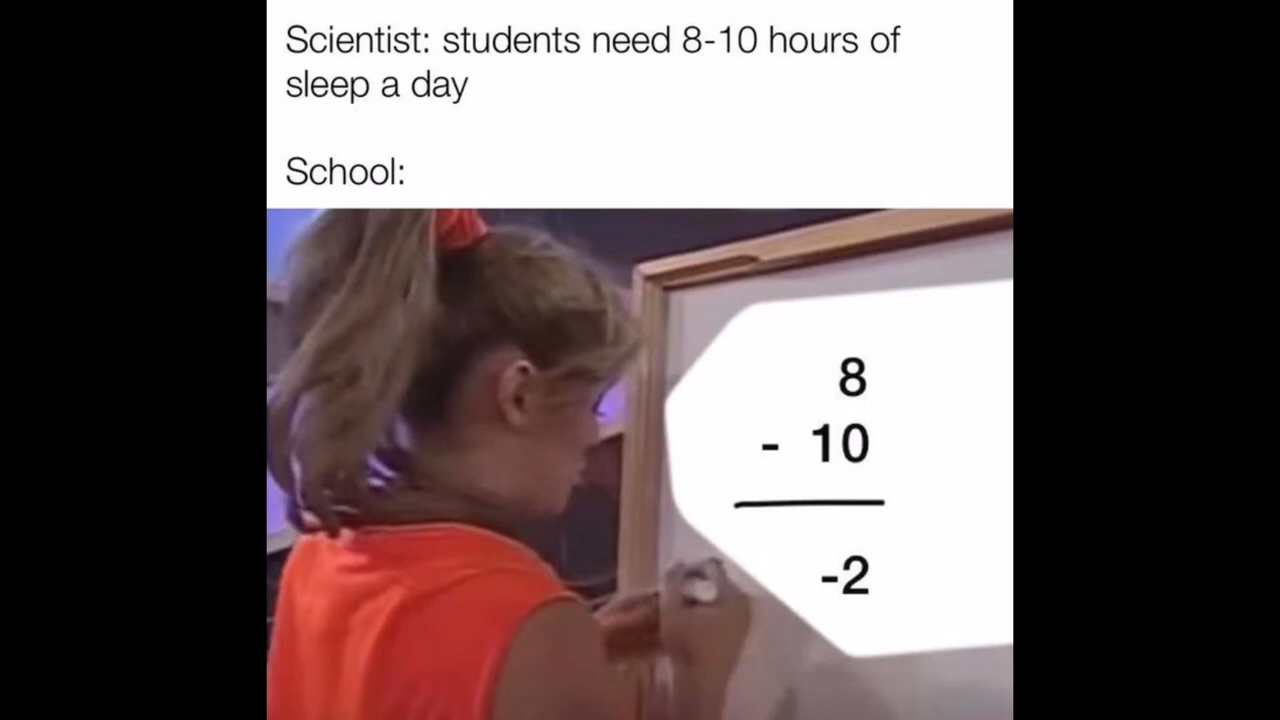 Scientist: students need 8-10 hours of
sleep a day
School:
8
- 10
-2